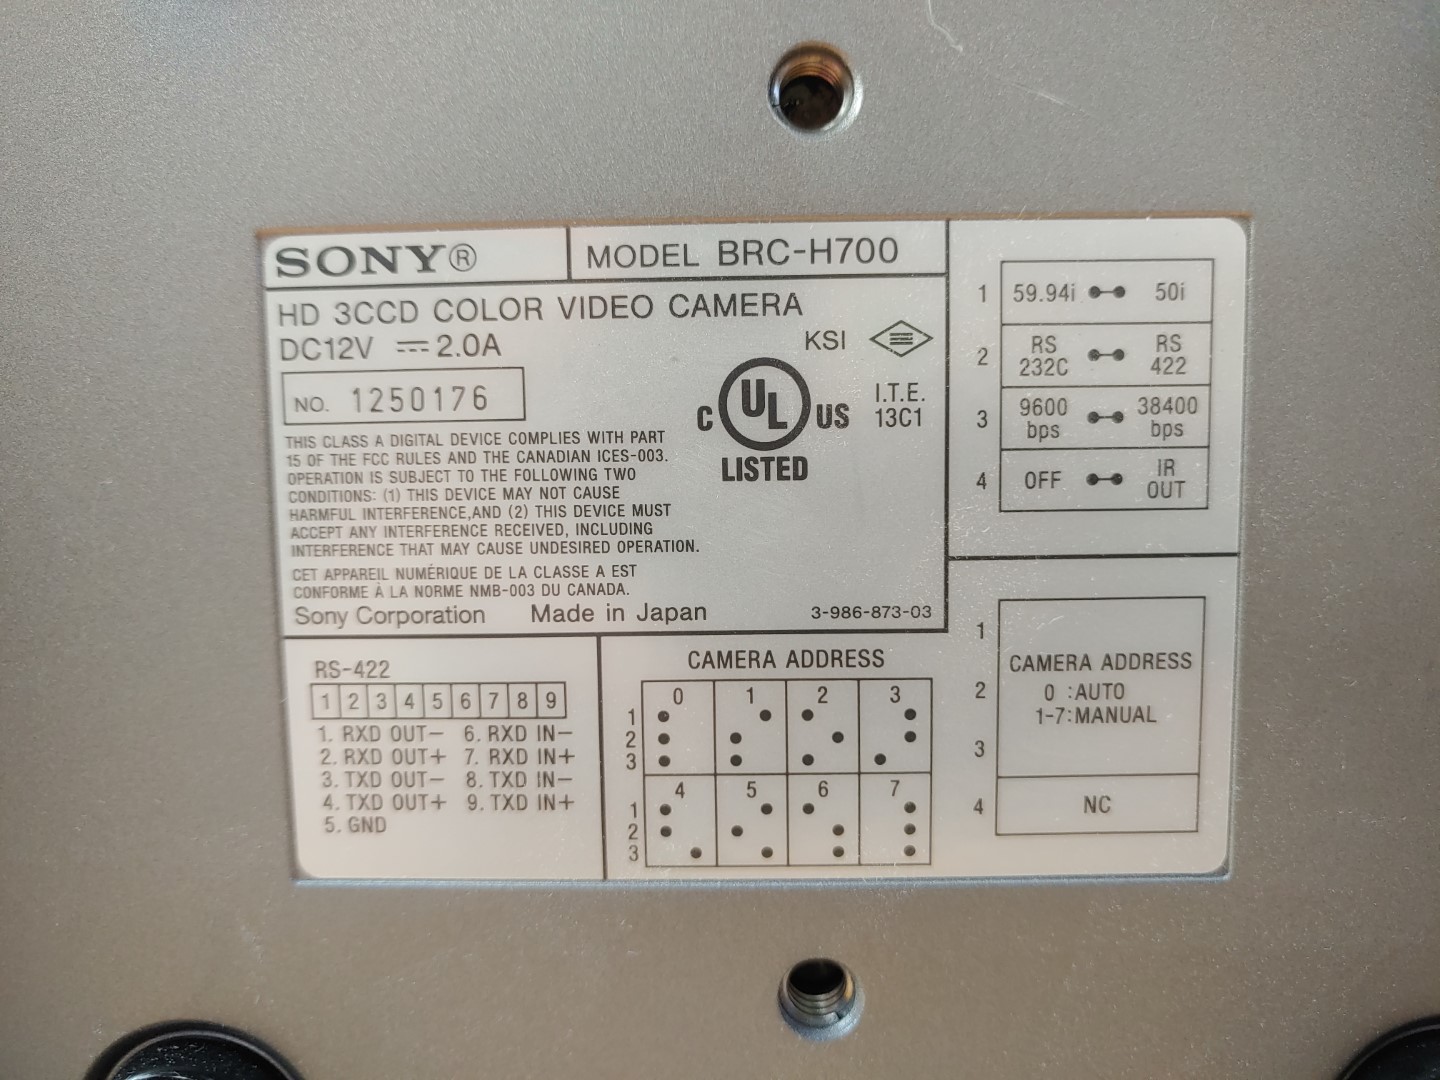 SONY®
MODEL BRC-H700
HD 3CCD COLOR VIDEO CAMERA
DC12V ⎓ 2.0A
NO. 1250176
KSI
I.T.E.
13C1
C UL US
LISTED
THIS CLASS A DIGITAL DEVICE COMPLIES WITH PART
15 OF THE FCC RULES AND THE CANADIAN ICES-003.
OPERATION IS SUBJECT TO THE FOLLOWING TWO
CONDITIONS: (1) THIS DEVICE MAY NOT CAUSE
HARMFUL INTERFERENCE,AND (2) THIS DEVICE MUST
ACCEPT ANY INTERFERENCE RECEIVED, INCLUDING
INTERFERENCE THAT MAY CAUSE UNDESIRED OPERATION.
CET APPAREIL NUMÉRIQUE DE LA CLASSE A EST
CONFORME À LA NORME NMB-003 DU CANADA.
Sony Corporation Made in Japan 3-986-873-03
1 59.94i 50i
2 RS 232C RS 422
3 9600 bps 38400 bps
4 OFF IR OUT
RS-422
1 2 3 4 5 6 7 8 9
1. RXD OUT− 6. RXD IN−
2. RXD OUT+ 7. RXD IN+
3. TXD OUT− 8. TXD IN−
4. TXD OUT+ 9. TXD IN+
5. GND
CAMERA ADDRESS
0 1 2 3
1
2
3
4 5 6 7
1
2
3
1
2
3
CAMERA ADDRESS
0 :AUTO
1-7:MANUAL
4 NC